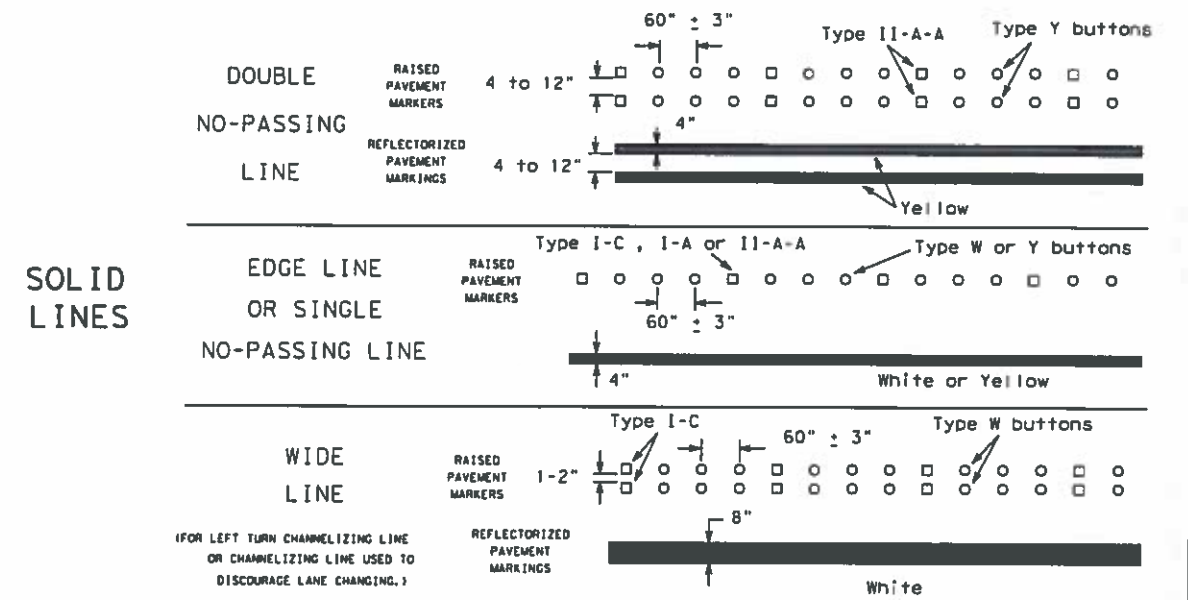 SOLID
LINES
DOUBLE
NO-PASSING
LINE
RAISED
PAVEMENT
MARKERS
4 to 12"
60" ± 3"
Type II-A-A
Type Y buttons
REFLECTORIZED
PAVEMENT
MARKINGS
4 to 12"
4"
Yellow
EDGE LINE
OR SINGLE
NO-PASSING LINE
RAISED
PAVEMENT
MARKERS
Type I-C , I-A or II-A-A
Type W or Y buttons
60" ± 3"
4"
White or Yellow
WIDE
LINE
(FOR LEFT TURN CHANNELIZING LINE
OR CHANNELIZING LINE USED TO
DISCOURAGE LANE CHANGING.)
RAISED
PAVEMENT
MARKERS
1-2"
Type I-C
60" ± 3"
Type W buttons
REFLECTORIZED
PAVEMENT
MARKINGS
8"
White